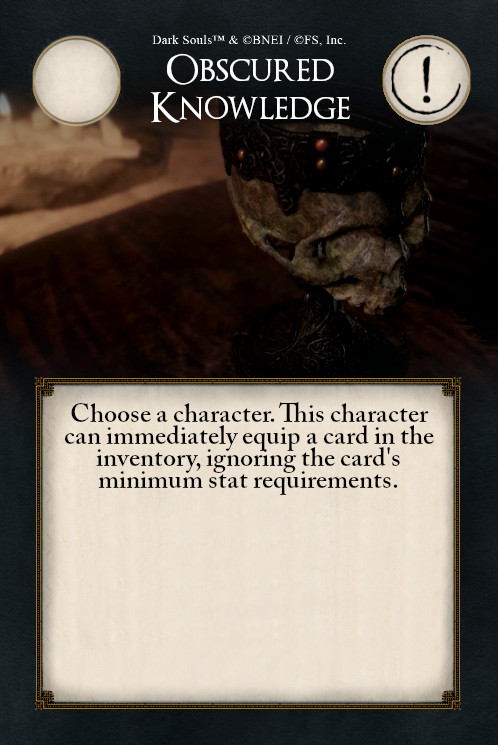 Dark Souls™ & ©BNEI / ©FS, Inc.
Obscured
Knowledge
!
Choose a character. This character
can immediately equip a card in the
inventory, ignoring the card's
minimum stat requirements.